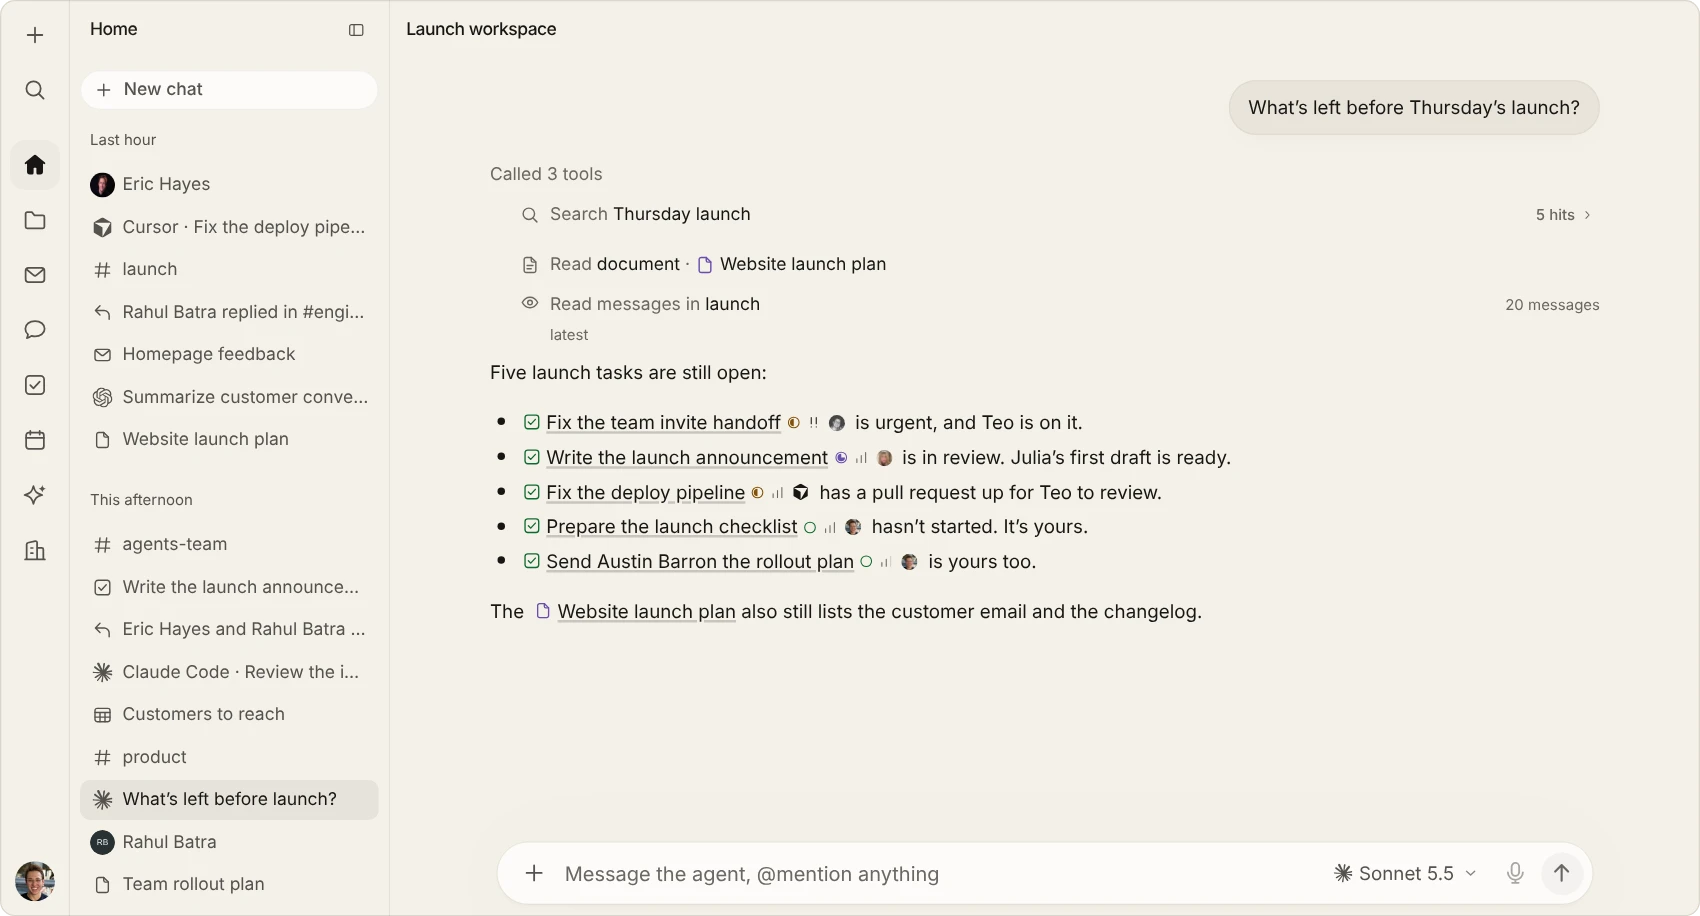 Home
New chat
Last hour
Eric Hayes
Cursor · Fix the deploy pipe...
launch
Rahul Batra replied in #engi...
Homepage feedback
Summarize customer conve...
Website launch plan
This afternoon
agents-team
Write the launch announce...
Eric Hayes and Rahul Batra ...
Claude Code · Review the i...
Customers to reach
product
What’s left before launch?
RB Rahul Batra
Team rollout plan
Launch workspace
What’s left before Thursday’s launch?
Called 3 tools
Search Thursday launch 5 hits
Read document · Website launch plan
Read messages in launch 20 messages
latest
Five launch tasks are still open:
• Fix the team invite handoff !! is urgent, and Teo is on it.
• Write the launch announcement is in review. Julia’s first draft is ready.
• Fix the deploy pipeline has a pull request up for Teo to review.
• Prepare the launch checklist hasn’t started. It’s yours.
• Send Austin Barron the rollout plan is yours too.
The Website launch plan also still lists the customer email and the changelog.
Message the agent, @mention anything Sonnet 5.5